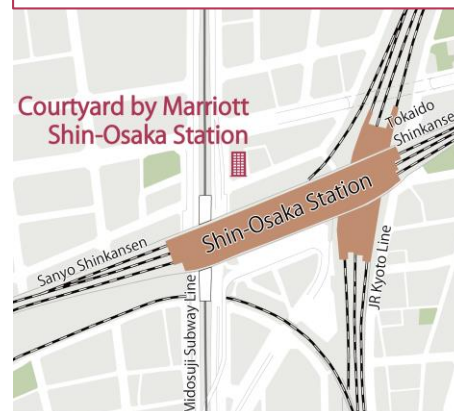 Courtyard by Marriott
Shin-Osaka Station
Tokaido
Shinkanse
Shin-Osaka Station
Sanyo Shinkansen
Midosuji Subway Line
JR Kyoto Line